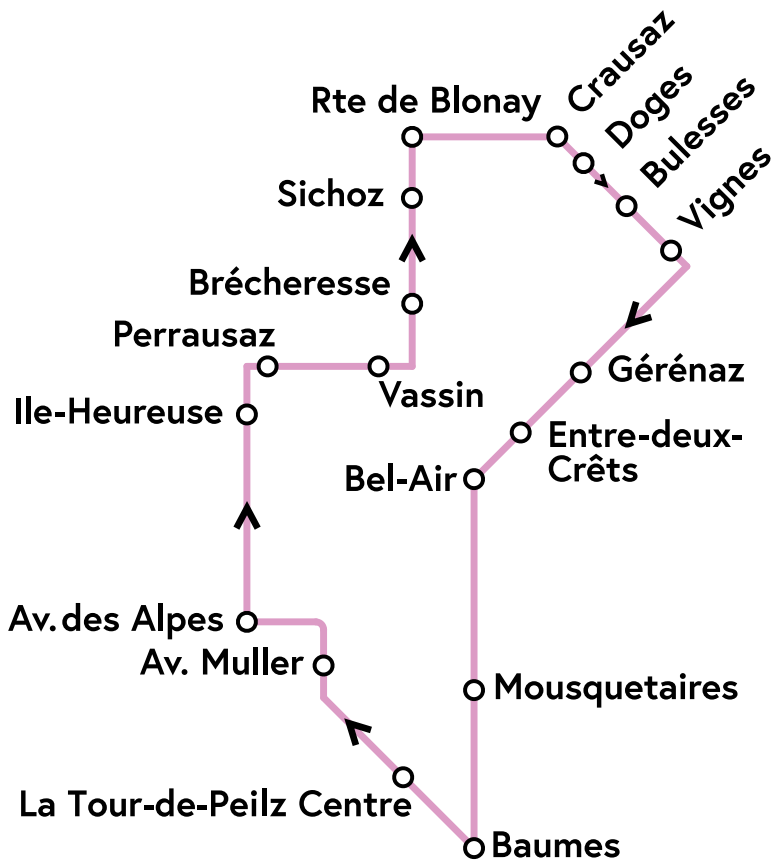 Crausaz
Doges
Bulesses
Vignes
Rte de Blonay
Sichoz
Brécheresse
Perrausaz
Vassin
Ile-Heureuse
Gérénaz
Entre-deux-
Crêts
Bel-Air
Av. des Alpes
Av. Muller
Mousquetaires
La Tour-de-Peilz Centre
Baumes